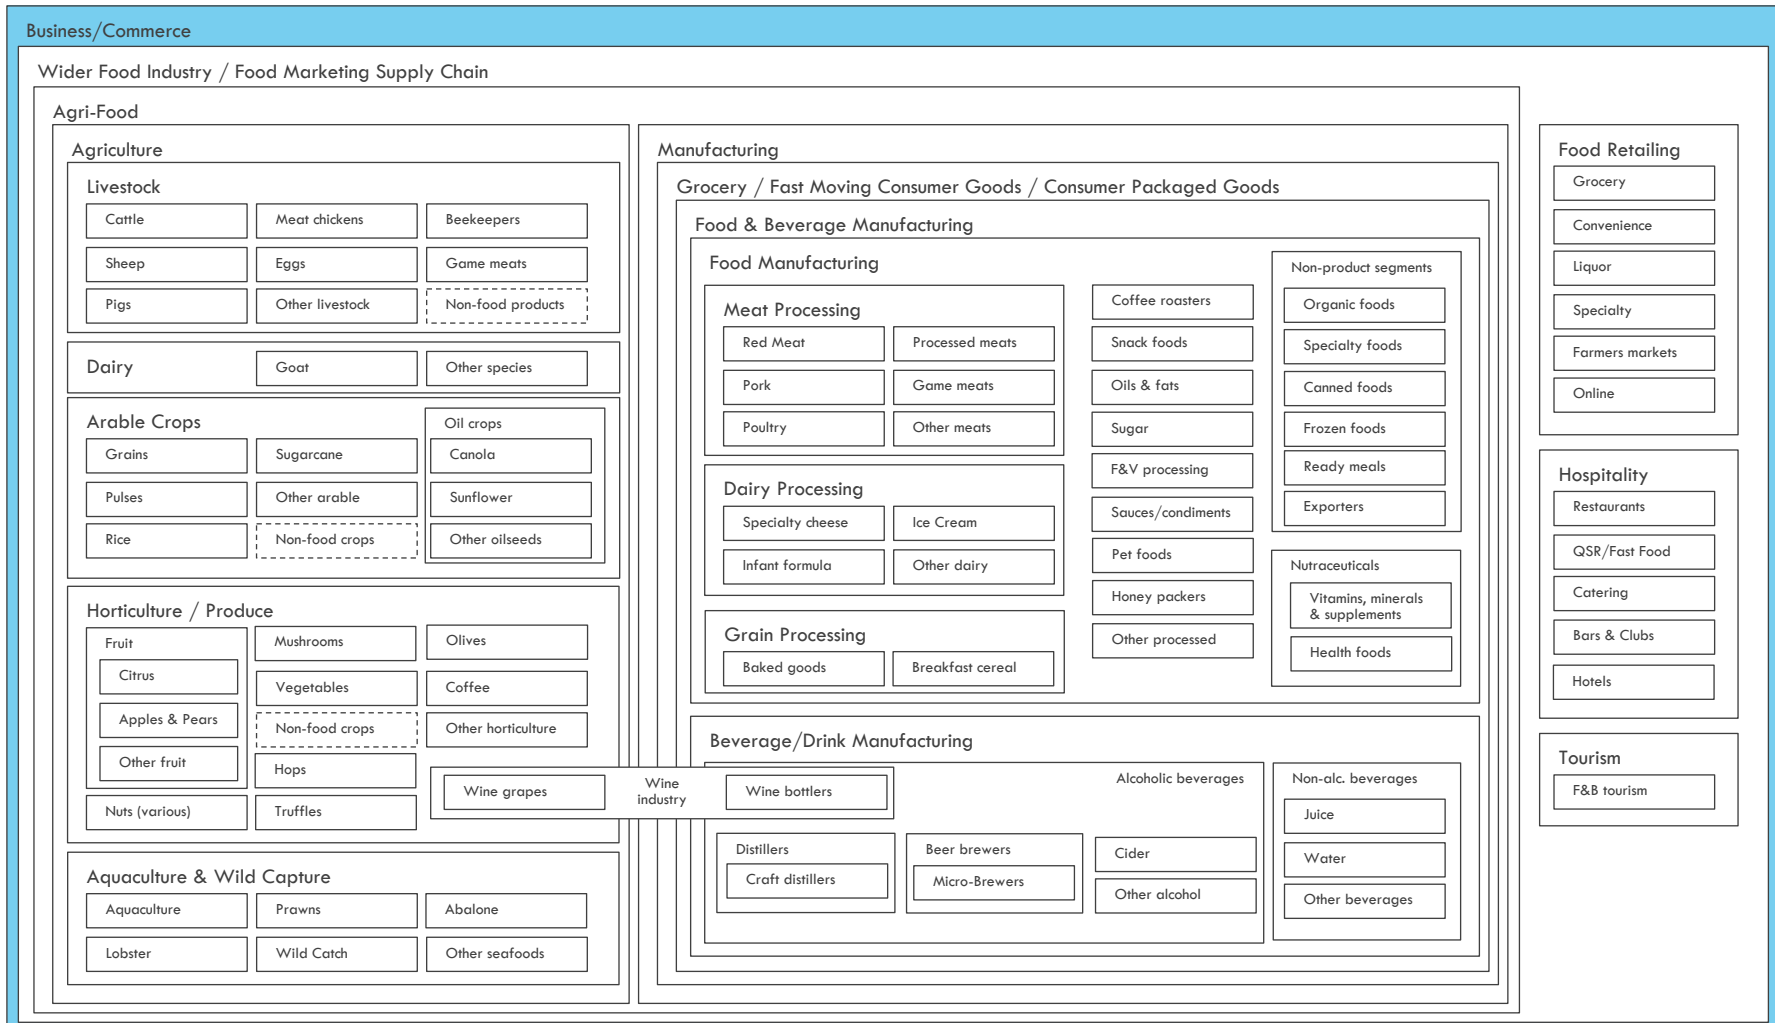 Business/Commerce
Wider Food Industry / Food Marketing Supply Chain
Agri-Food
Agriculture
Livestock
Cattle
Meat chickens
Beekeepers
Sheep
Eggs
Game meats
Pigs
Other livestock
Non-food products
Dairy
Goat
Other species
Arable Crops
Oil crops
Grains
Sugarcane
Canola
Pulses
Other arable
Sunflower
Rice
Non-food crops
Other oilseeds
Horticulture / Produce
Fruit
Mushrooms
Olives
Citrus
Vegetables
Coffee
Apples & Pears
Non-food crops
Other horticulture
Other fruit
Hops
Nuts (various)
Truffles
Wine grapes
Wine
industry
Wine bottlers
Aquaculture & Wild Capture
Aquaculture
Prawns
Abalone
Lobster
Wild Catch
Other seafoods
Manufacturing
Grocery / Fast Moving Consumer Goods / Consumer Packaged Goods
Food & Beverage Manufacturing
Food Manufacturing
Meat Processing
Red Meat
Processed meats
Pork
Game meats
Poultry
Other meats
Dairy Processing
Specialty cheese
Ice Cream
Infant formula
Other dairy
Grain Processing
Baked goods
Breakfast cereal
Coffee roasters
Snack foods
Oils & fats
Sugar
F&V processing
Sauces/condiments
Pet foods
Honey packers
Other processed
Non-product segments
Organic foods
Specialty foods
Canned foods
Frozen foods
Ready meals
Exporters
Nutraceuticals
Vitamins, minerals
& supplements
Health foods
Beverage/Drink Manufacturing
Alcoholic beverages
Distillers
Craft distillers
Beer brewers
Micro-Brewers
Cider
Other alcohol
Non-alc. beverages
Juice
Water
Other beverages
Food Retailing
Grocery
Convenience
Liquor
Specialty
Farmers markets
Online
Hospitality
Restaurants
QSR/Fast Food
Catering
Bars & Clubs
Hotels
Tourism
F&B tourism